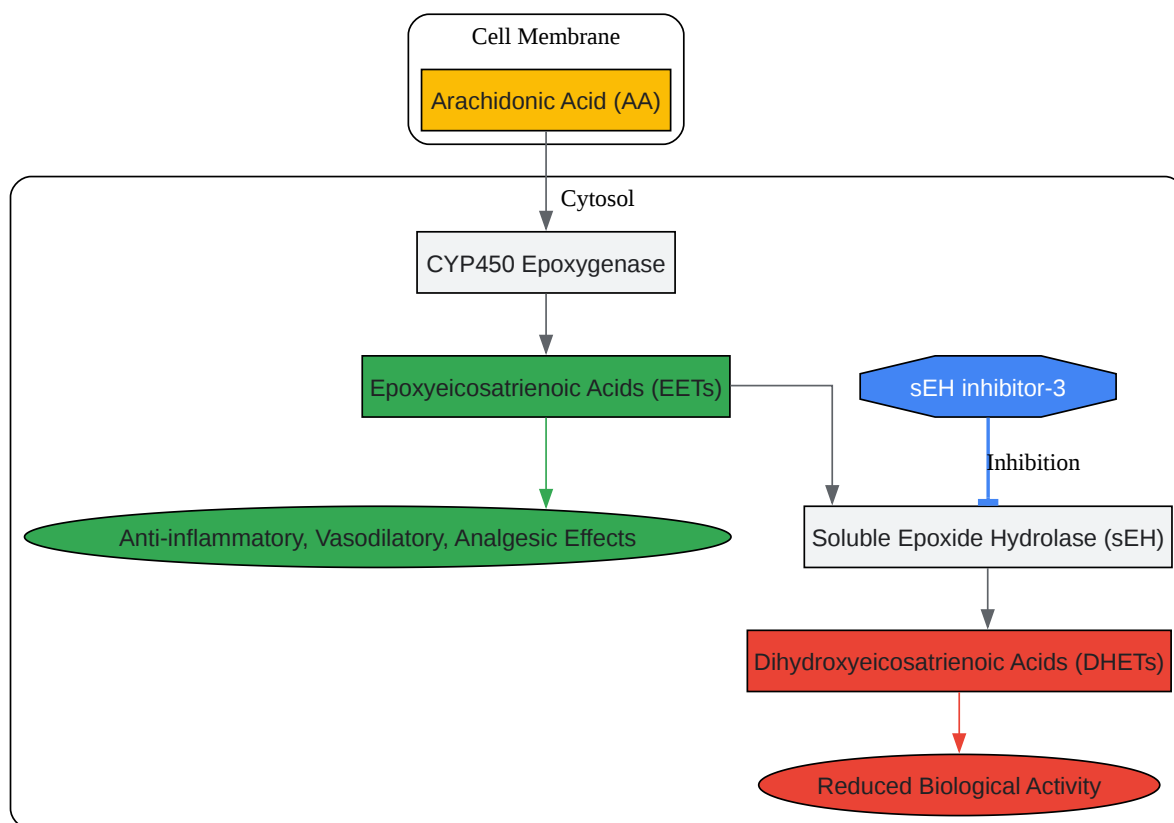 Cell Membrane
Arachidonic Acid (AA)
Cytosol
CYP450 Epoxygenase
Epoxyeicosatrienoic Acids (EETs)
sEH inhibitor-3
Inhibition
Anti-inflammatory, Vasodilatory, Analgesic Effects
Soluble Epoxide Hydrolase (sEH)
Dihydroxyeicosatrienoic Acids (DHETs)
Reduced Biological Activity